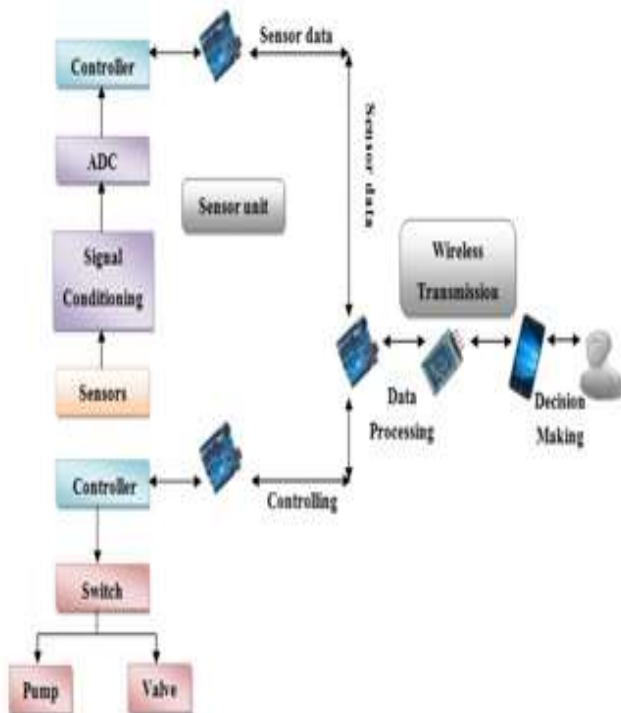 Sensor data
Controller
Sensor data
ADC
Sensor unit
Signal
Conditioning
Wireless
Transmission
Sensors
Data
Processing
Decision
Making
Controller
Controlling
Switch
Pump
Valve